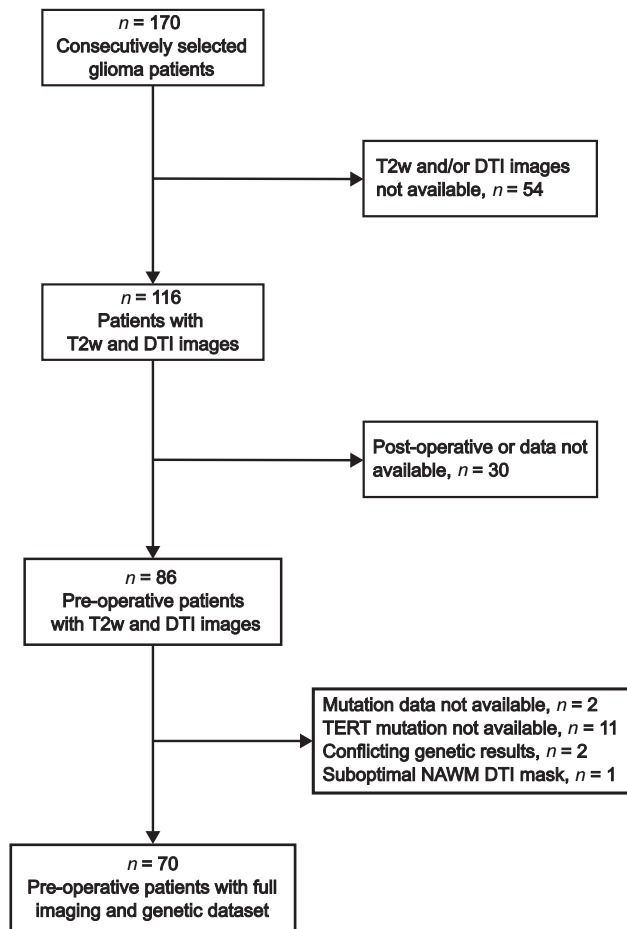 n = 170
Consecutively selected
glioma patients
T2w and/or DTI images
not available, n = 54
n = 116
Patients with
T2w and DTI images
Post-operative or data not
available, n = 30
n = 86
Pre-operative patients
with T2w and DTI images
Mutation data not available, n = 2
TERT mutation not available, n = 11
Conflicting genetic results, n = 2
Suboptimal NAWM DTI mask, n = 1
n = 70
Pre-operative patients with full
imaging and genetic dataset